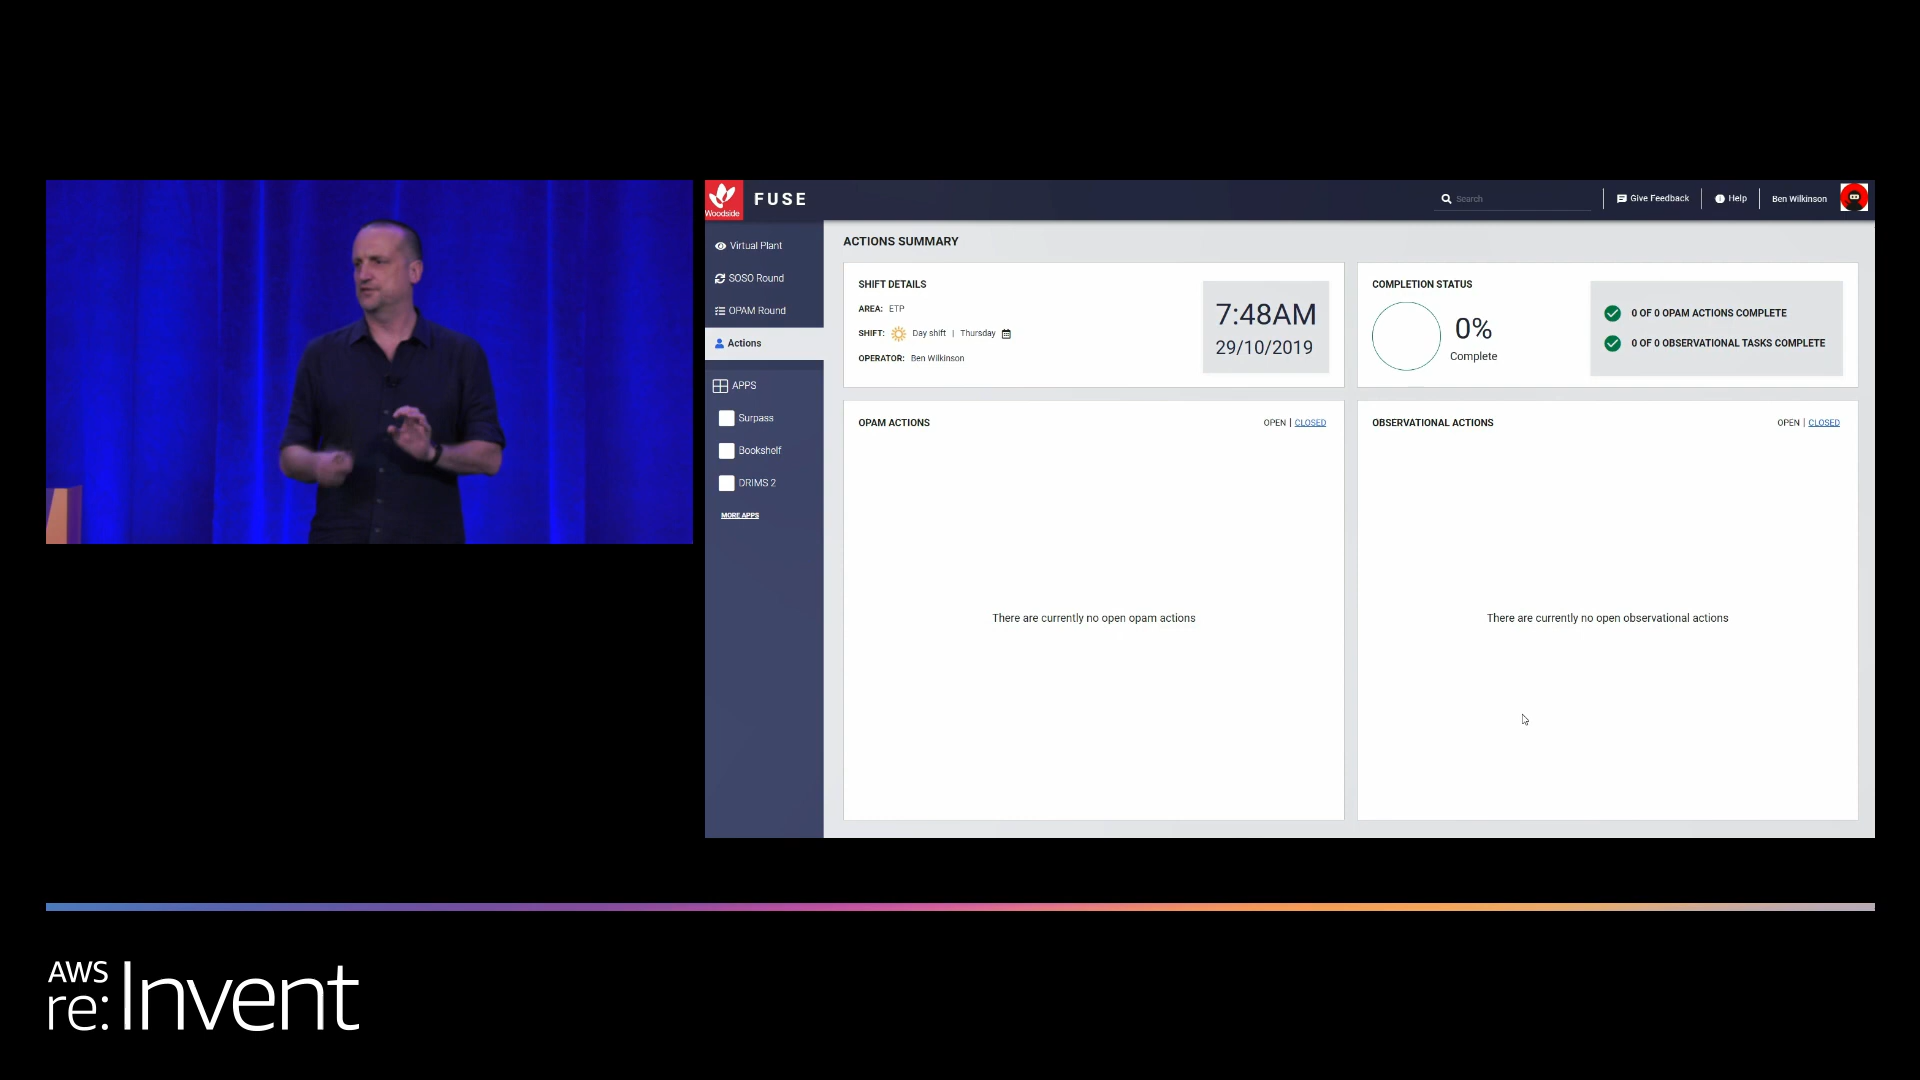 Woodside
FUSE
Search
Give Feedback
Help
Ben Wilkinson
Virtual Plant
SOSO Round
OPAM Round
Actions
APPS
Surpass
Bookshelf
DRIMS 2
MORE APPS
ACTIONS SUMMARY
SHIFT DETAILS
AREA: ETP
SHIFT: Day shift | Thursday
OPERATOR: Ben Wilkinson
7:48AM
29/10/2019
COMPLETION STATUS
0%
Complete
0 OF 0 OPAM ACTIONS COMPLETE
0 OF 0 OBSERVATIONAL TASKS COMPLETE
OPAM ACTIONS
OPEN | CLOSED
There are currently no open opam actions
OBSERVATIONAL ACTIONS
OPEN | CLOSED
There are currently no open observational actions
AWS
re:Invent